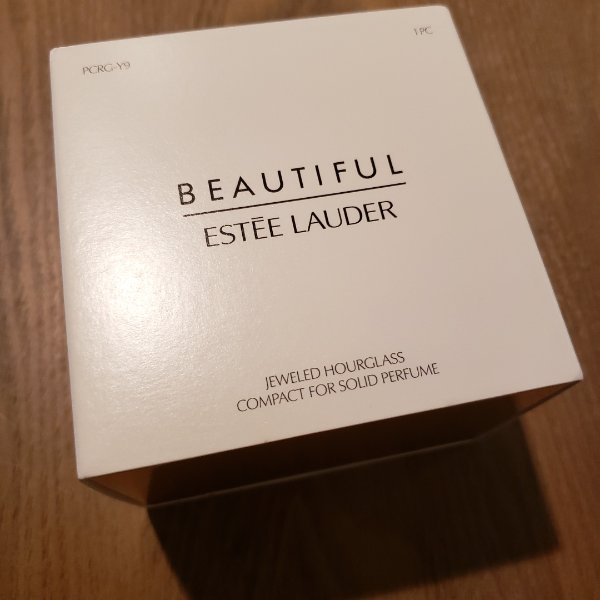 PCRG-Y9
1 PC
BEAUTIFUL
ESTĒE LAUDER
JEWELED HOURGLASS
COMPACT FOR SOLID PERFUME